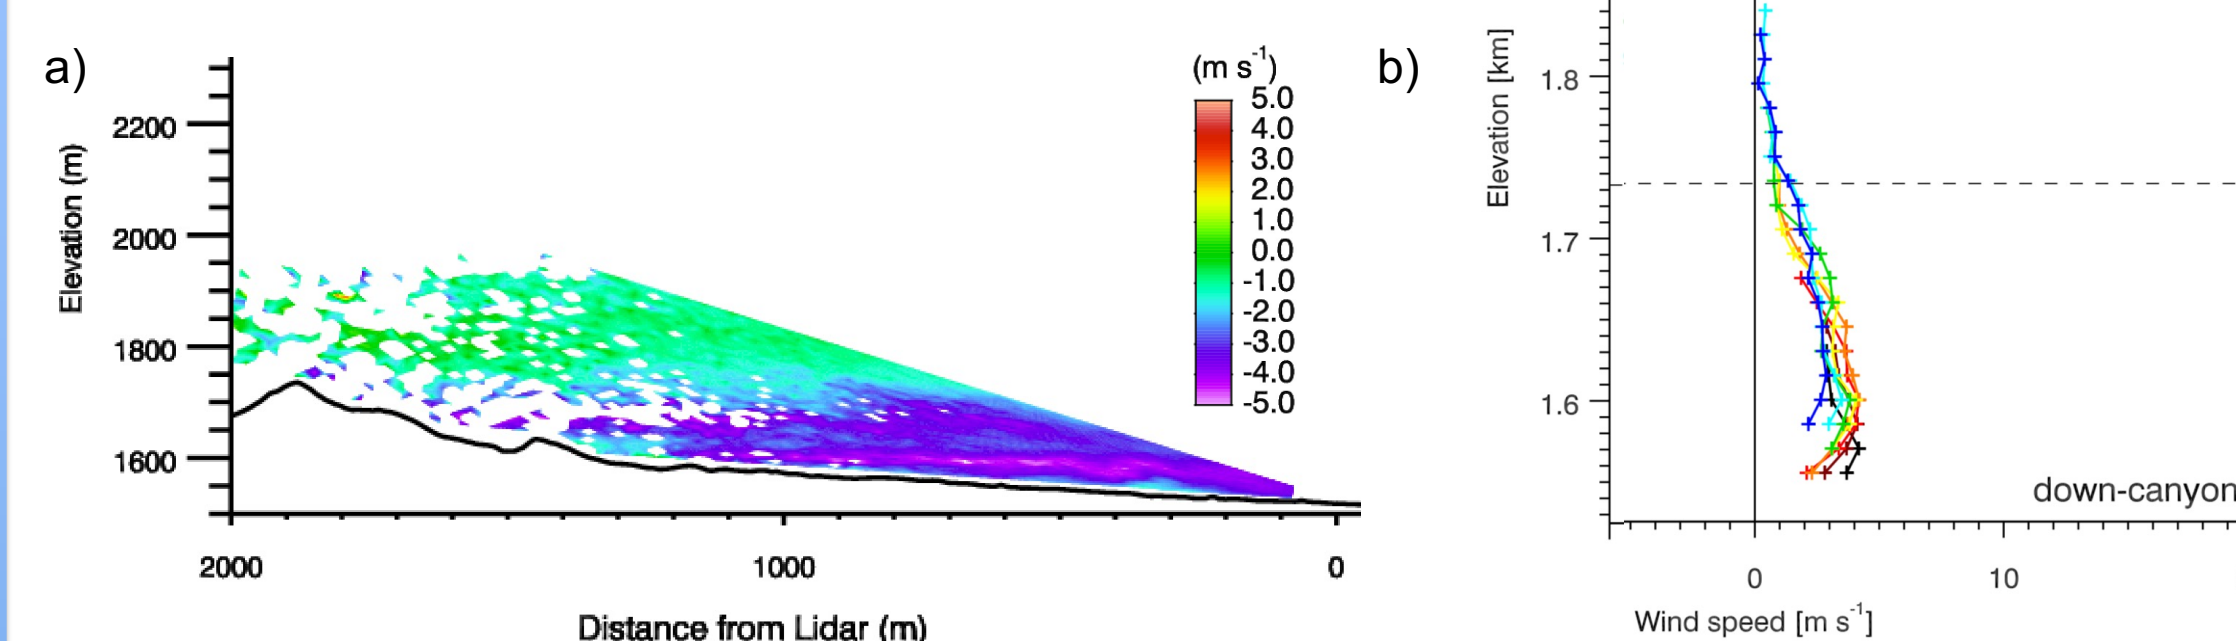 a)
Elevation (m)
2200
2000
1800
1600
2000
1000
0
Distance from Lidar (m)
(m s-1)
5.0
4.0
3.0
2.0
1.0
0.0
-1.0
-2.0
-3.0
-4.0
-5.0
b)
Elevation [km]
1.8
1.7
1.6
down-canyon
0
10
Wind speed [m s-1]